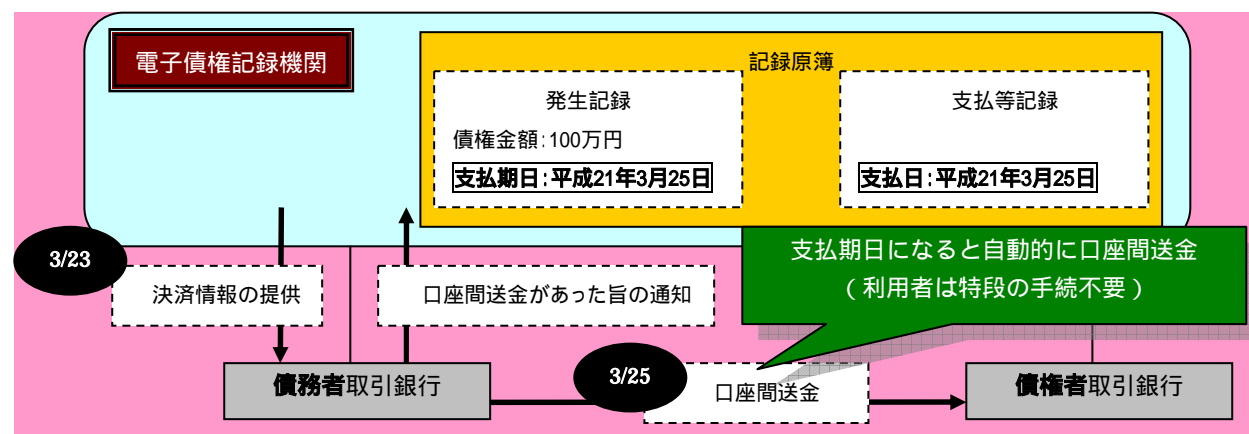 電子債権記録機関
記録原簿
発生記録
債権金額:100万円
支払期日:平成21年3月25日
支払等記録
支払日:平成21年3月25日
3/23
決済情報の提供
口座間送金があった旨の通知
支払期日になると自動的に口座間送金
(利用者は特段の手続不要)
債務者取引銀行
3/25
口座間送金
債権者取引銀行